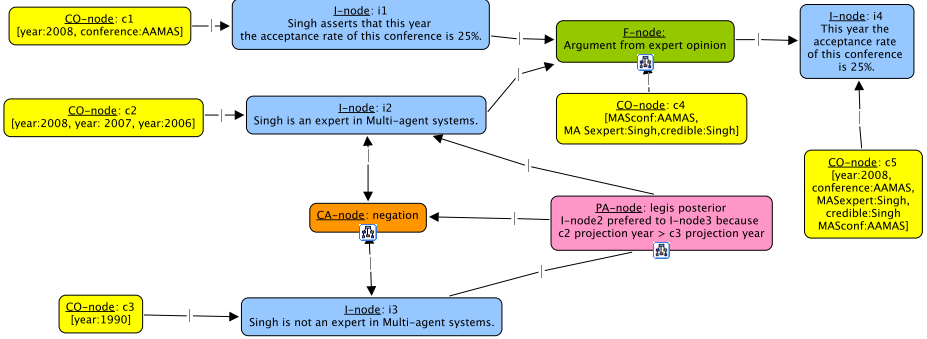 CO-node: c1
[year=2008, conference:AAMAS]
I-node: i1
Singh asserts that this year
the acceptance rate of this conference is 25%.
F-node:
Argument from expert opinion
I-node: i4
This year the
acceptance rate
of this conference
is 25%.
CO-node: c2
[year:2008, year: 2007, year:2006]
I-node: i2
Singh is an expert in Multi-agent systems.
CO-node: c4
[MASconf:AAMAS,
MA Sexpert:Singh,credible:Singh]
CO-node: c5
[year:2008,
conference:AAMAS,
MASexpert:Singh,
credible:Singh
MASconf:AAMAS]
CA-node: negation
PA-node: legis posterior
I-node2 prefered to I-node3 because
c2 projection year > c3 projection year
CO-node: c3
[year:1990]
I-node: i3
Singh is not an expert in Multi-agent systems.